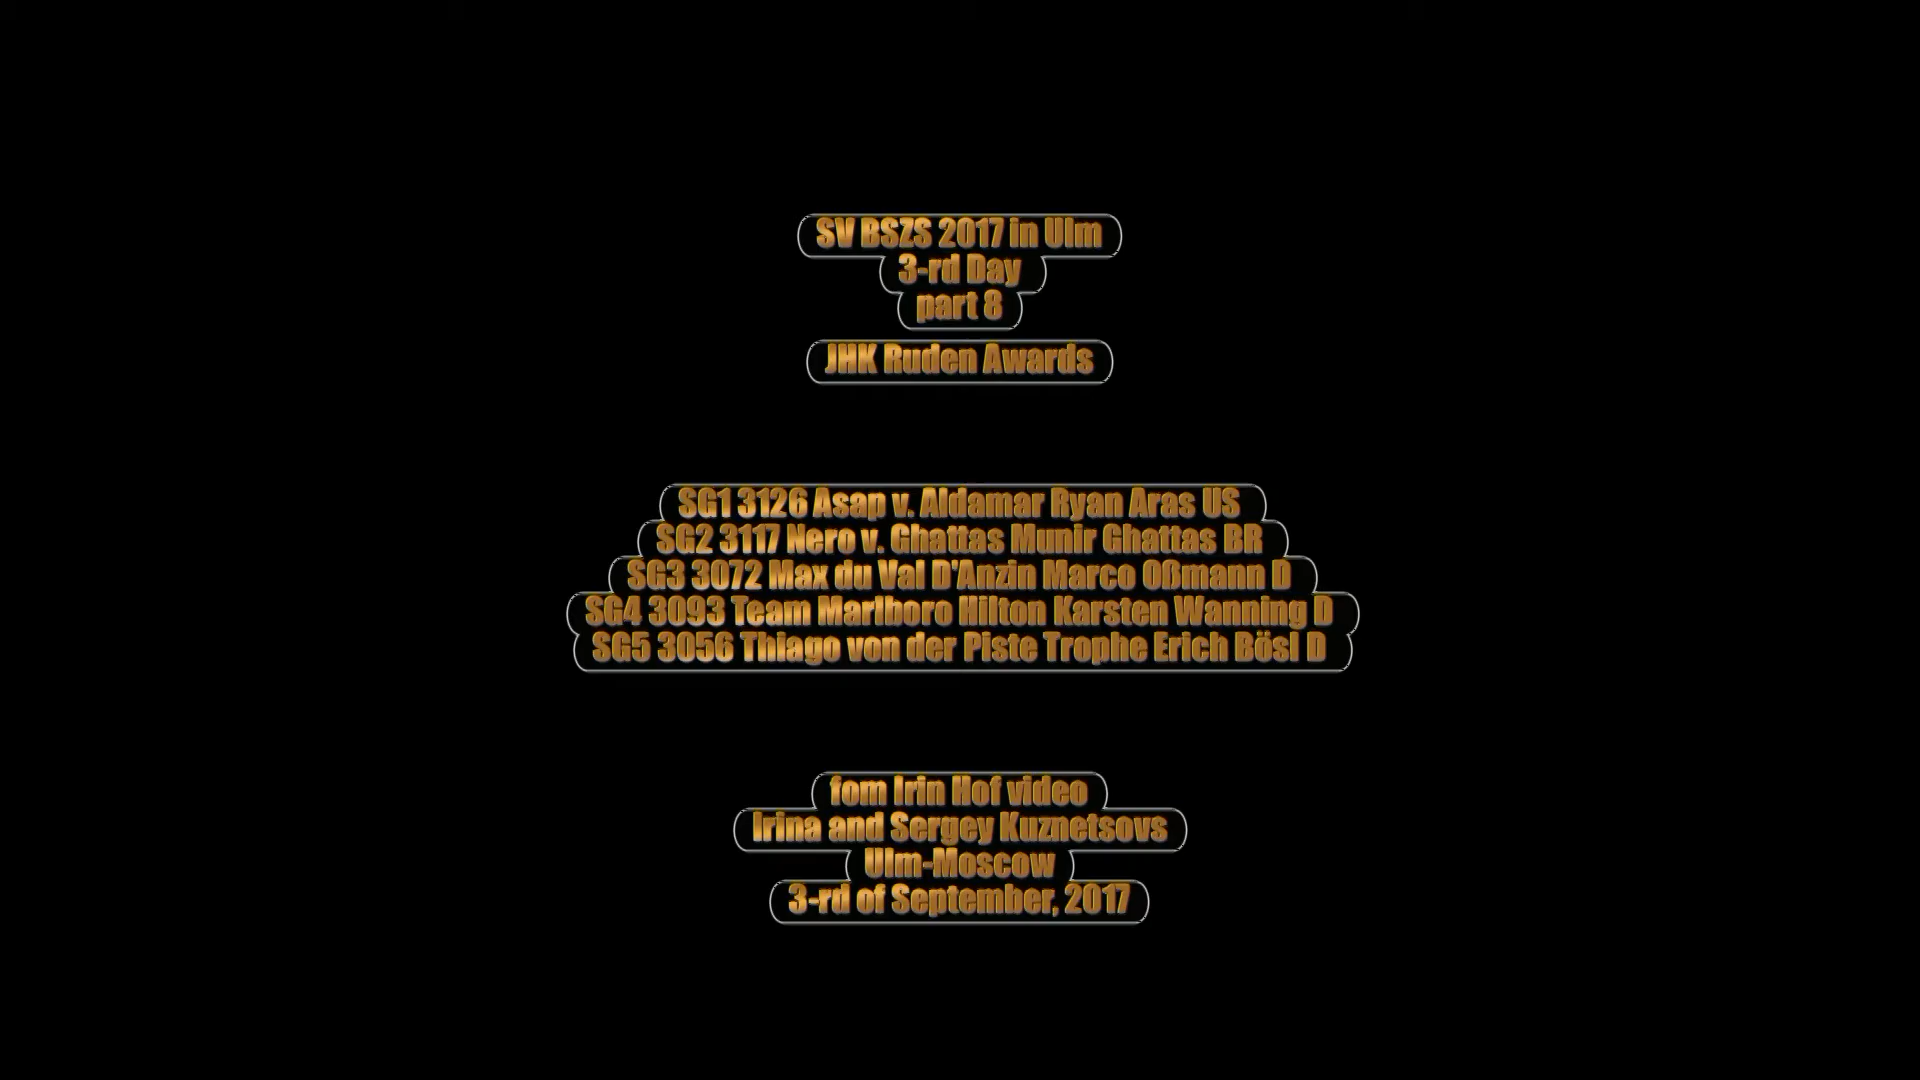 SV BSZS 2017 in Ulm
3-rd Day
part 8
JHK Ruden Awards
SG1 3126 Asap v. Aldamar Ryan Aras US
SG2 3117 Nero v. Ghattas Munir Ghattas BR
SG3 3072 Max du Val D'Anzin Marco Oßmann D
SG4 3093 Team Marlboro Hilton Karsten Wanning D
SG5 3056 Thiago von der Piste Trophe Erich Bösl D
fom Irin Hof video
Irina and Sergey Kuznetsovs
Ulm-Moscow
3-rd of September, 2017